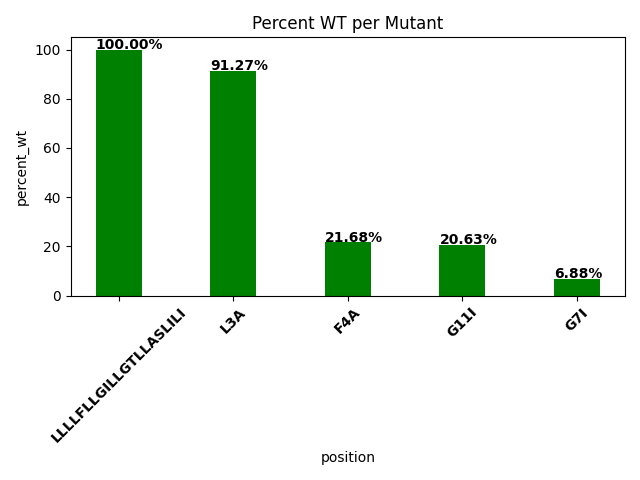 Percent WT per Mutant
100.00%
91.27%
21.68%
20.63%
6.88%
percent_wt
100
80
60
40
20
0
LLLLFLLGILLGTLLASLILI
L3A
F4A
G11I
G7I
position